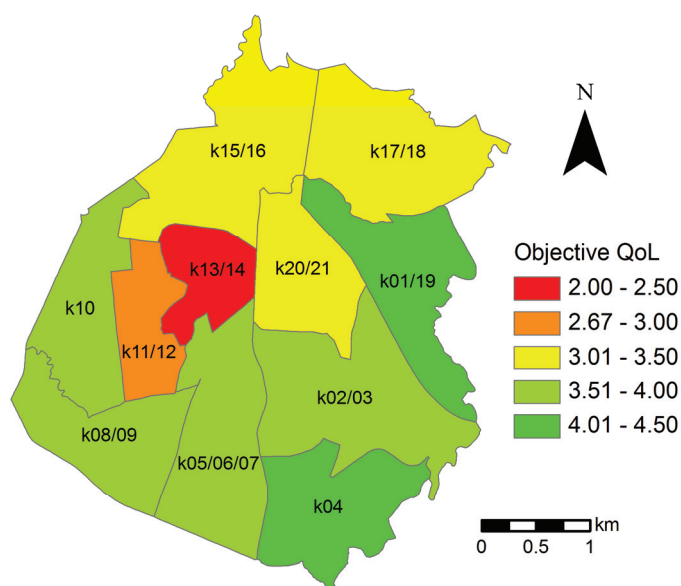 N
k15/16
k17/18
k13/14
k20/21
k01/19
k10
k11/12
k02/03
k08/09
k05/06/07
k04
Objective QoL
2.00 - 2.50
2.67 - 3.00
3.01 - 3.50
3.51 - 4.00
4.01 - 4.50
km
0 0.5 1